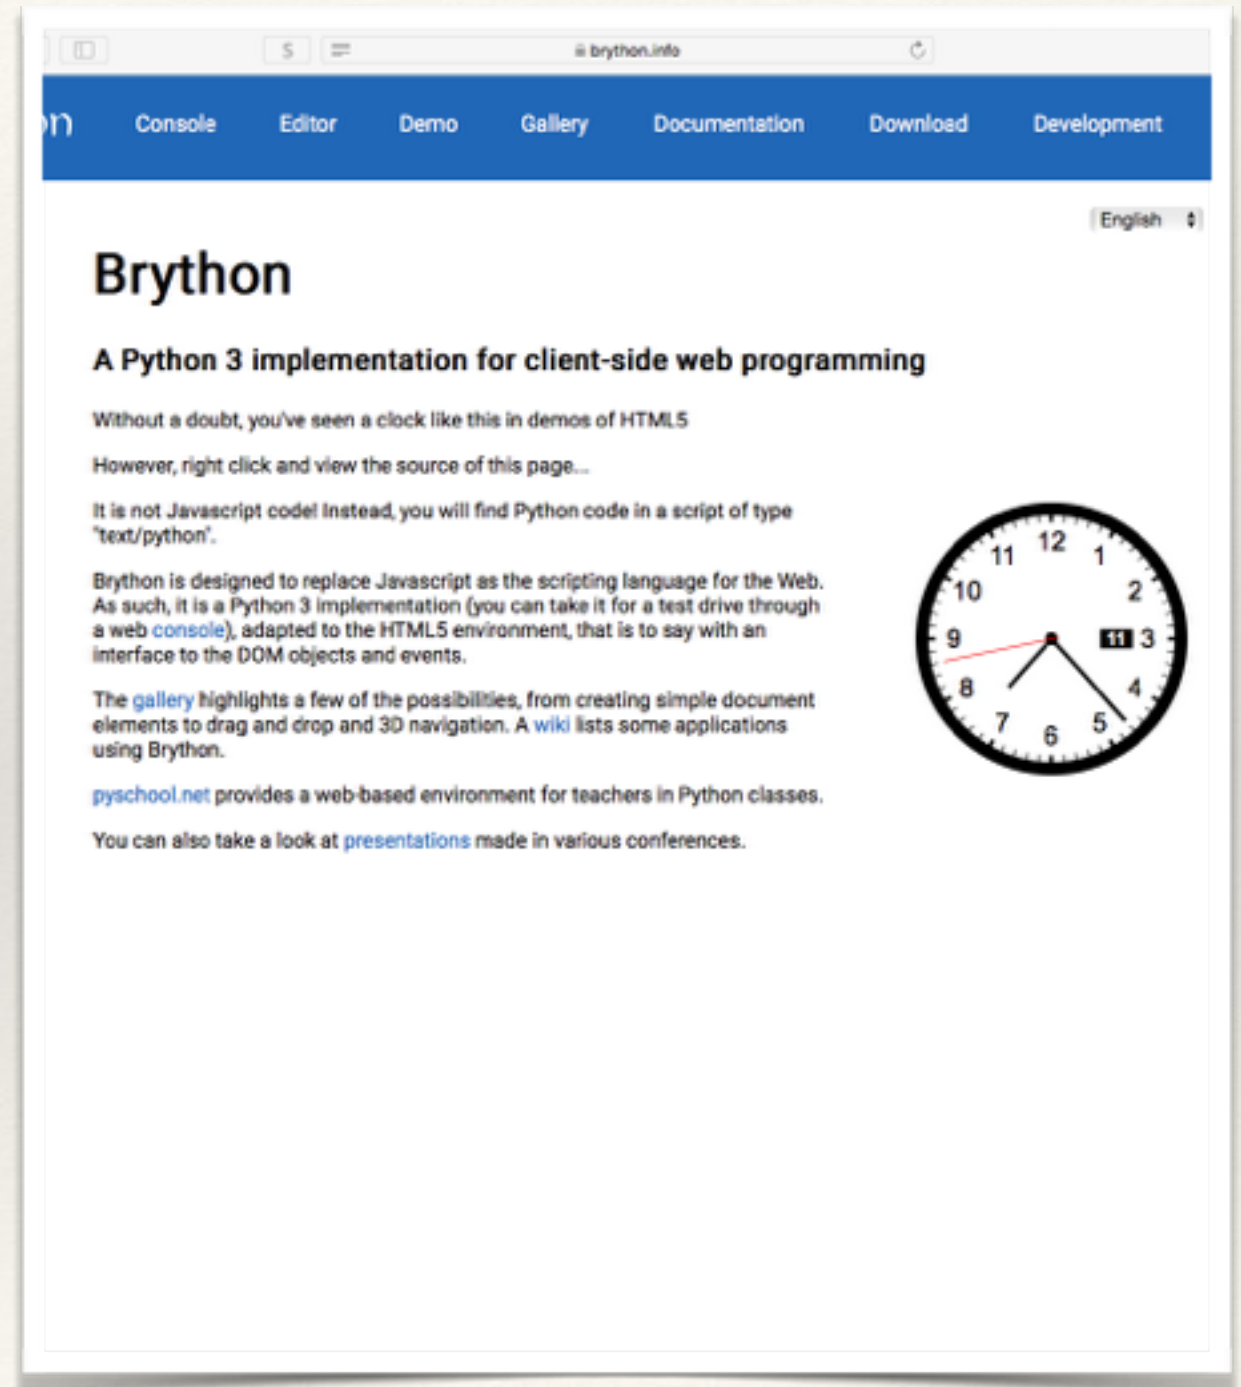 S
brython.info
on Console Editor Demo Gallery Documentation Download Development
English
Brython
A Python 3 implementation for client-side web programming
Without a doubt, you've seen a clock like this in demos of HTML5
However, right click and view the source of this page...
It is not Javascript code! Instead, you will find Python code in a script of type
"text/python".
Brython is designed to replace Javascript as the scripting language for the Web.
As such, it is a Python 3 implementation (you can take it for a test drive through
a web console), adapted to the HTML5 environment, that is to say with an
interface to the DOM objects and events.
The gallery highlights a few of the possibilities, from creating simple document
elements to drag and drop and 3D navigation. A wiki lists some applications
using Brython.
pyschool.net provides a web-based environment for teachers in Python classes.
You can also take a look at presentations made in various conferences.
12
11 1
10 2
9 11 3
8 4
7 5
6